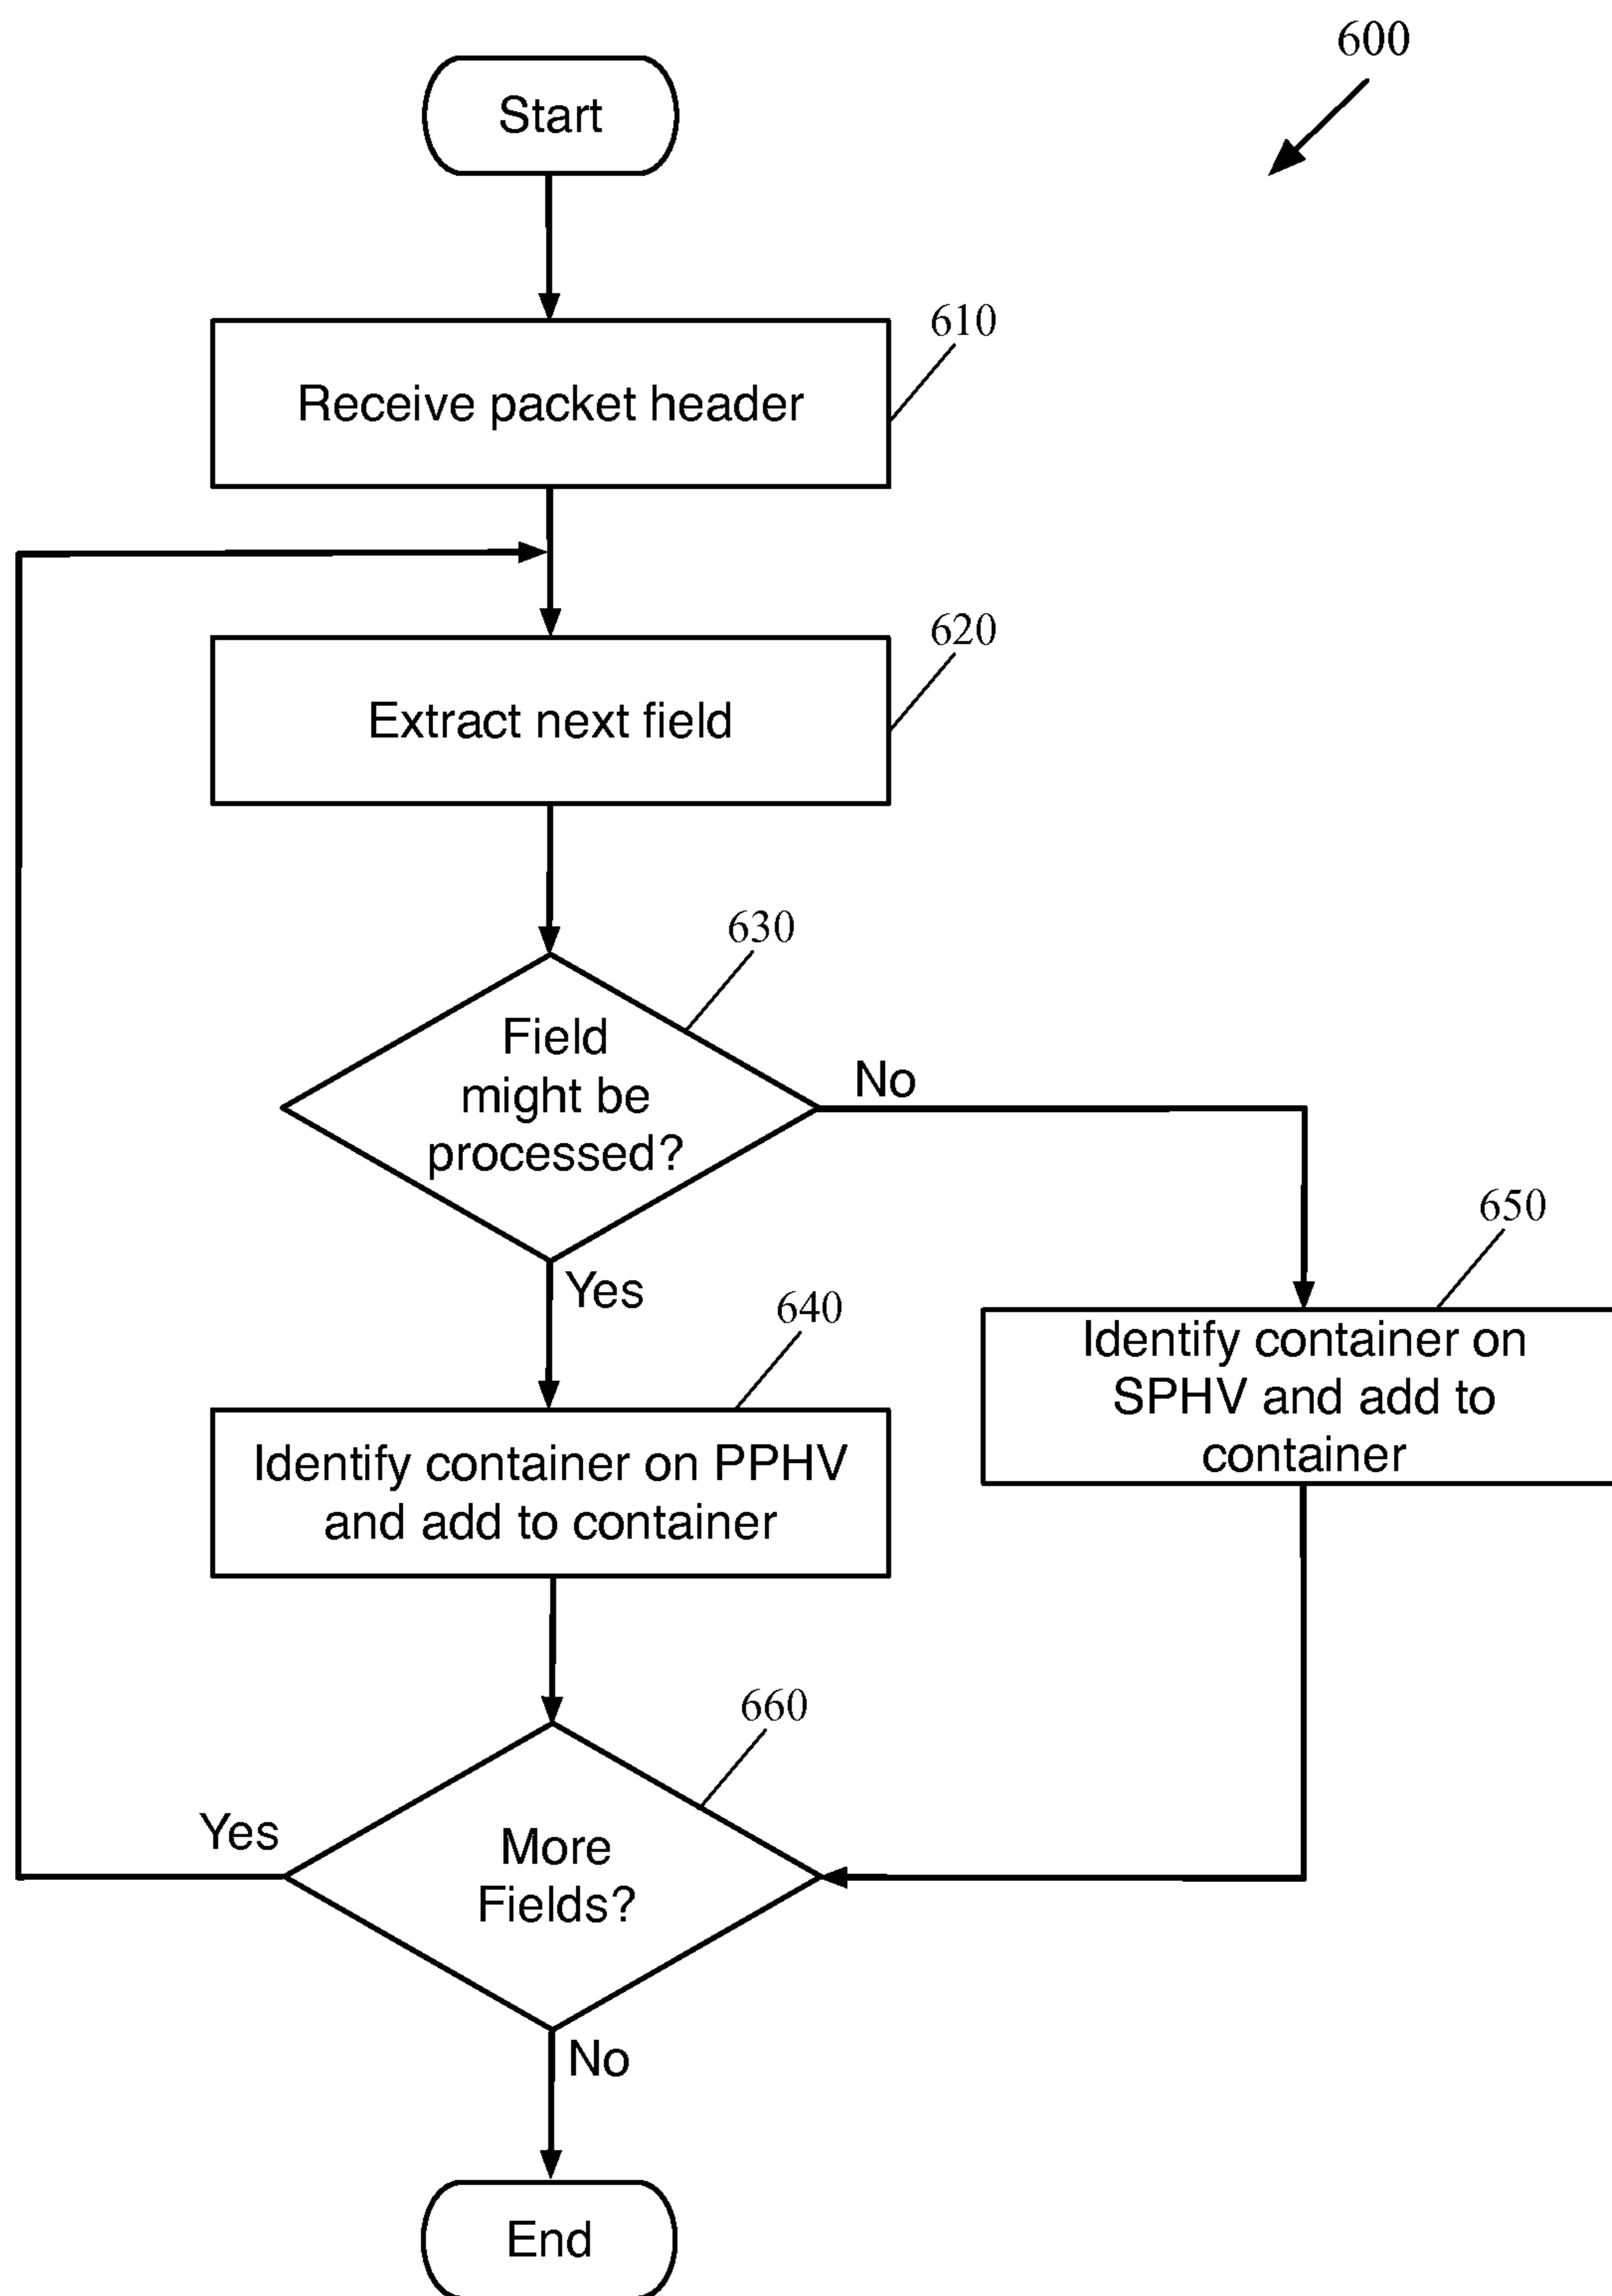 600
Start
610
Receive packet header
620
Extract next field
630
Field
might be
processed?
No
Yes
640
650
Identify container on PPHV
and add to container
Identify container on
SPHV and add to
container
660
More
Fields?
Yes
No
End